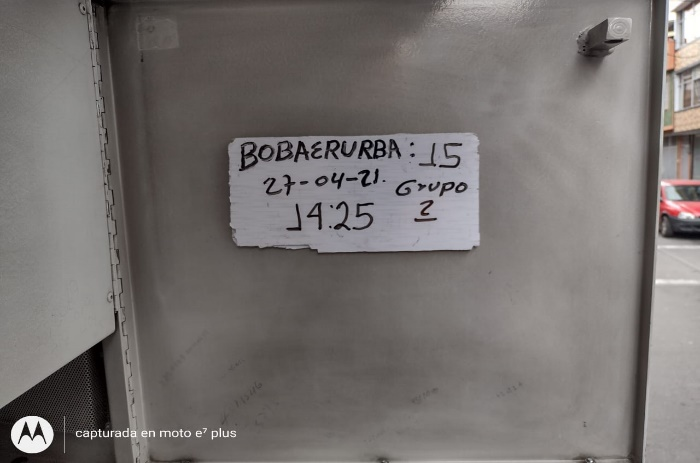 BOBAERURBA: 15
27-04-21. Grupo
14:25 2
capturada en moto e⁷ plus